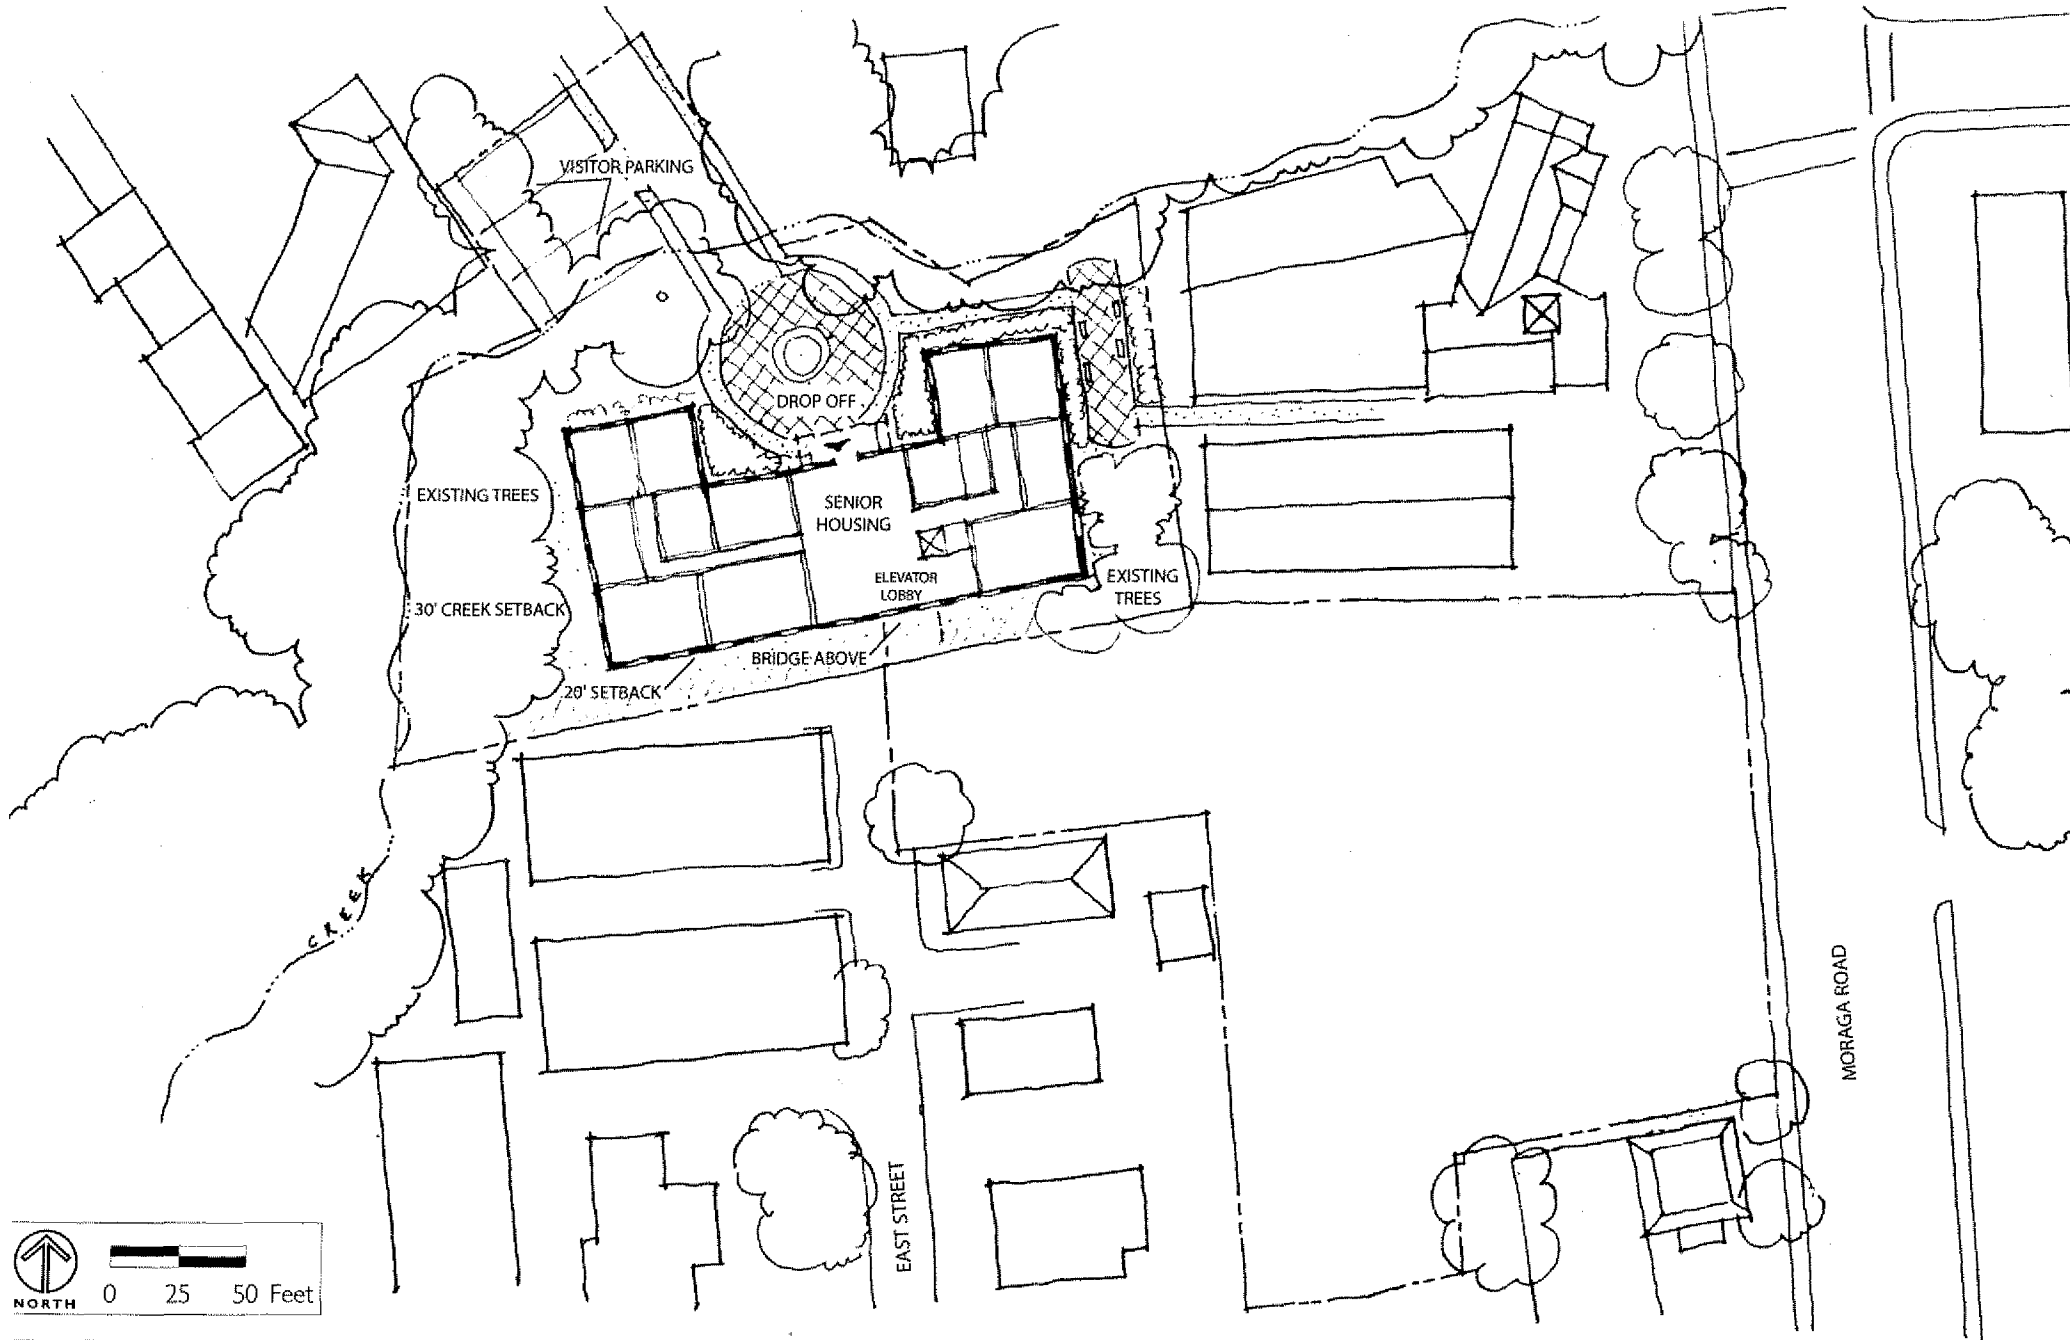 VISITOR PARKING
DROP OFF
EXISTING TREES
SENIOR
HOUSING
ELEVATOR
LOBBY
EXISTING
TREES
30' CREEK SETBACK
BRIDGE ABOVE
20' SETBACK
CREEK
MORAGA ROAD
EAST STREET
NORTH
0 25 50 Feet